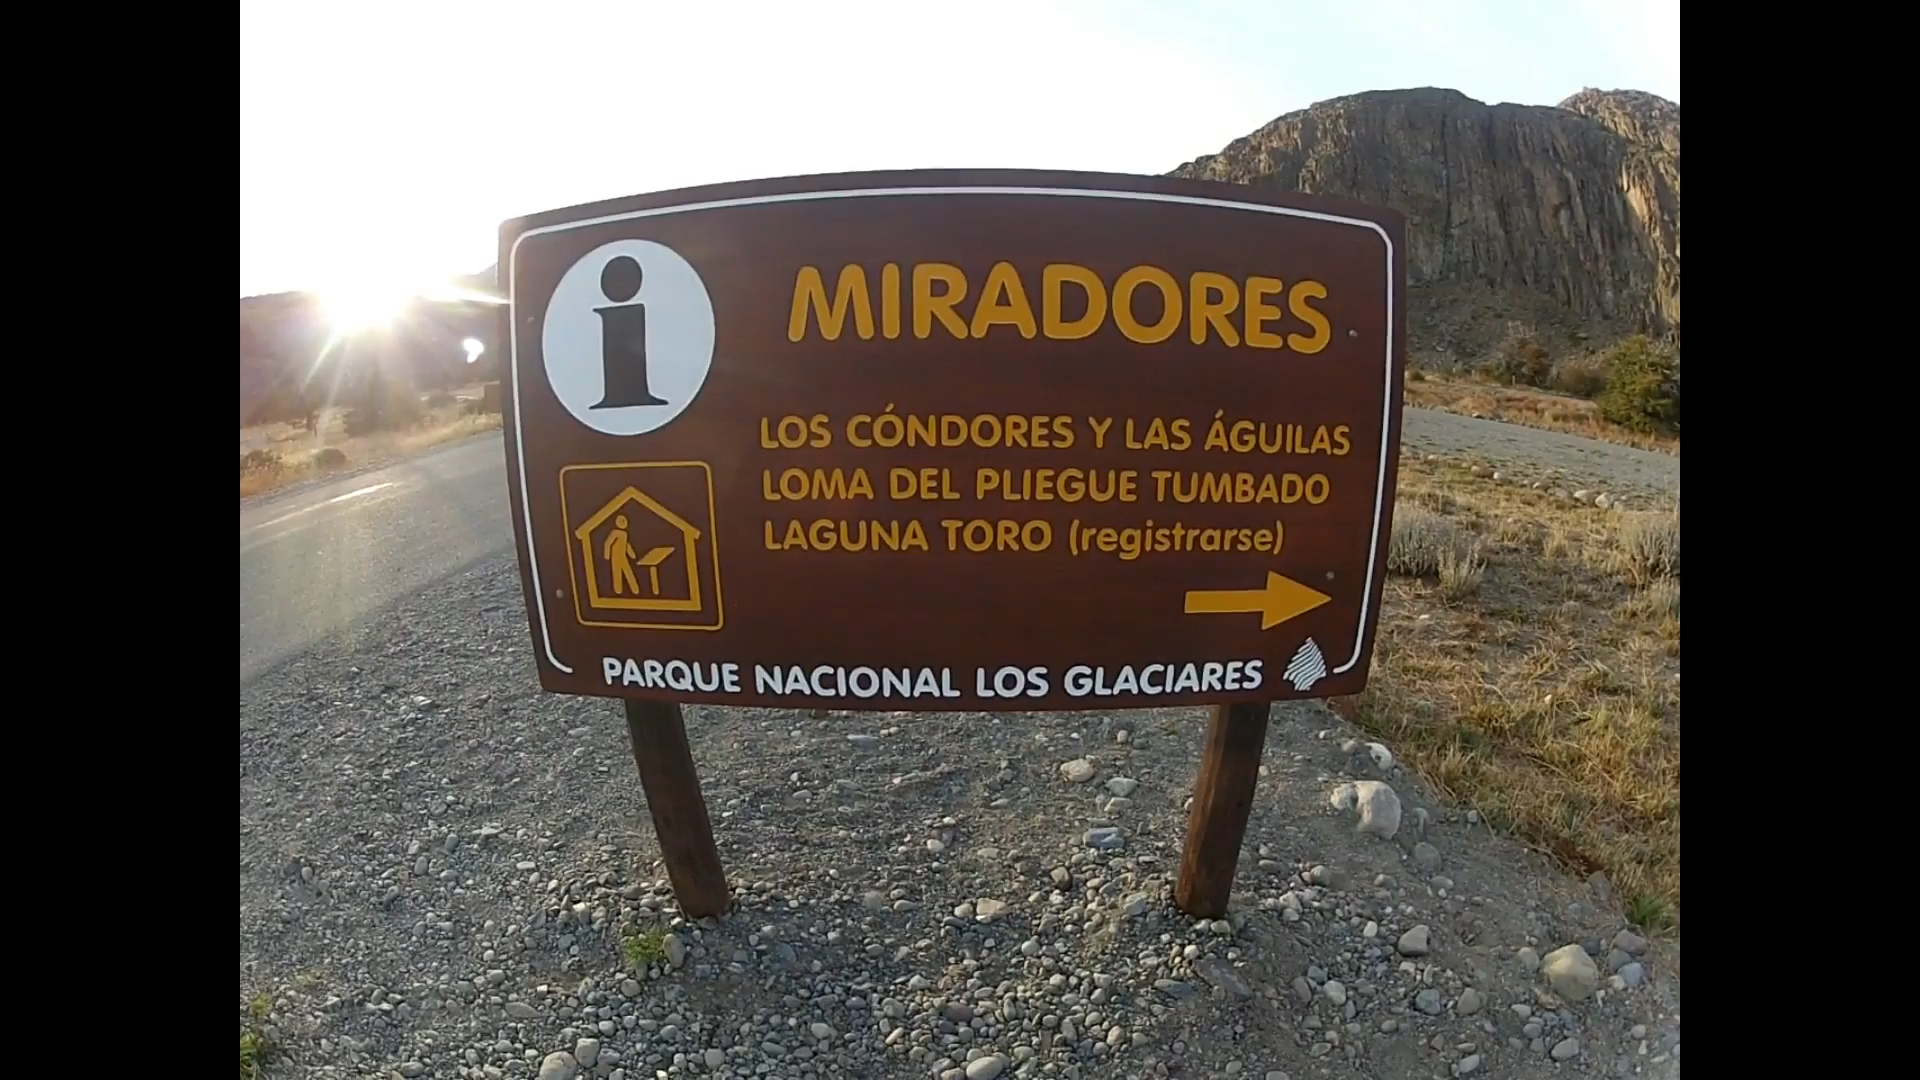 i
MIRADORES
LOS CÓNDORES Y LAS ÁGUILAS
LOMA DEL PLIEGUE TUMBADO
LAGUNA TORO (registrarse)
PARQUE NACIONAL LOS GLACIARES